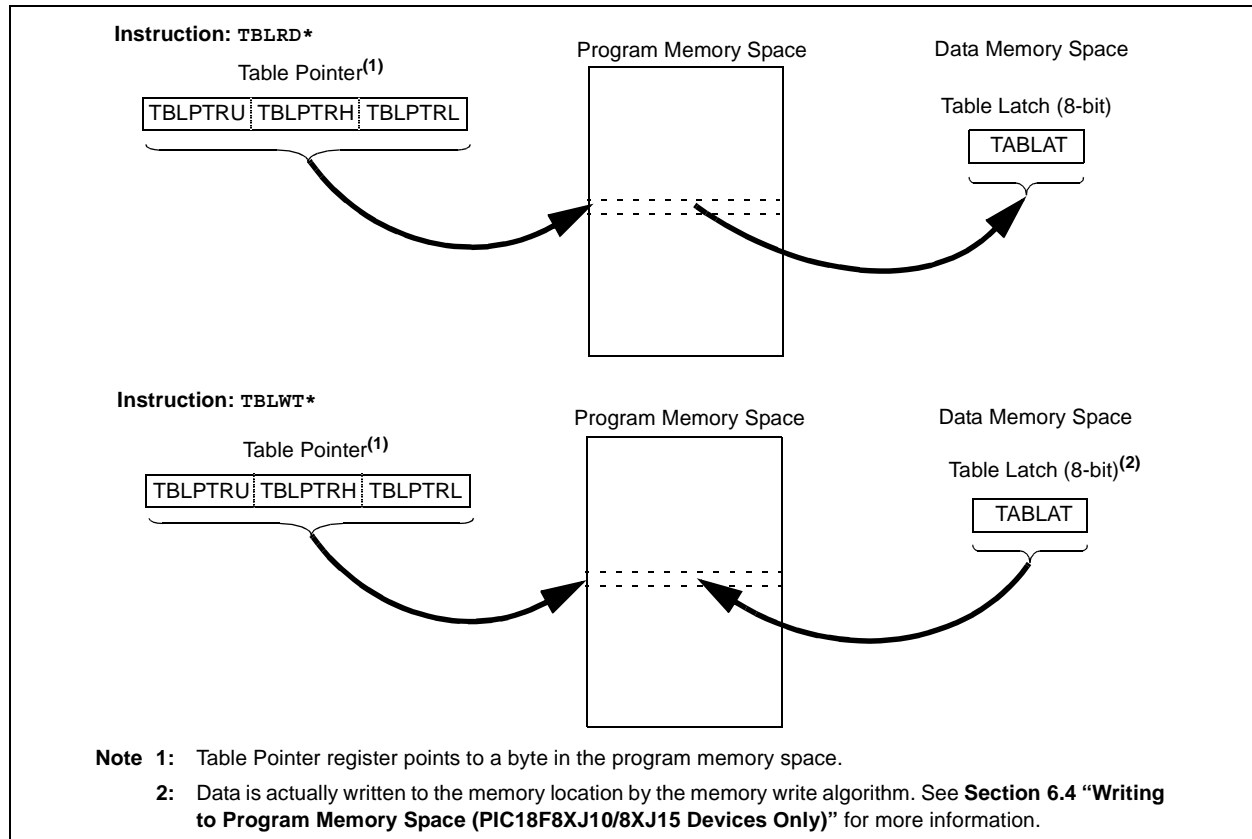 Instruction: TBLRD*
Table Pointer(1)
TBLPTRU TBLPTRH TBLPTRL
Program Memory Space
Data Memory Space
Table Latch (8-bit)
TABLAT
Instruction: TBLWT*
Table Pointer(1)
TBLPTRU TBLPTRH TBLPTRL
Program Memory Space
Data Memory Space
Table Latch (8-bit)(2)
TABLAT
Note 1: Table Pointer register points to a byte in the program memory space.
2: Data is actually written to the memory location by the memory write algorithm. See Section 6.4 “Writing
to Program Memory Space (PIC18F8XJ10/8XJ15 Devices Only)” for more information.